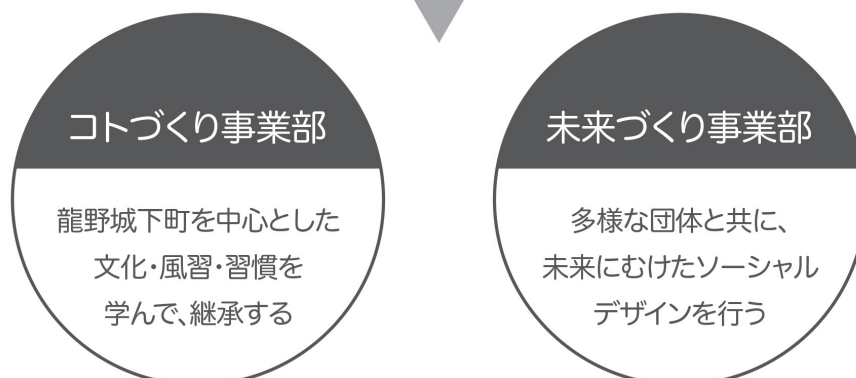 コトづくり事業部
龍野城下町を中心とした
文化・風習・習慣を
学んで、継承する
未来づくり事業部
多様な団体と共に、
未来にむけたソーシャル
デザインを行う